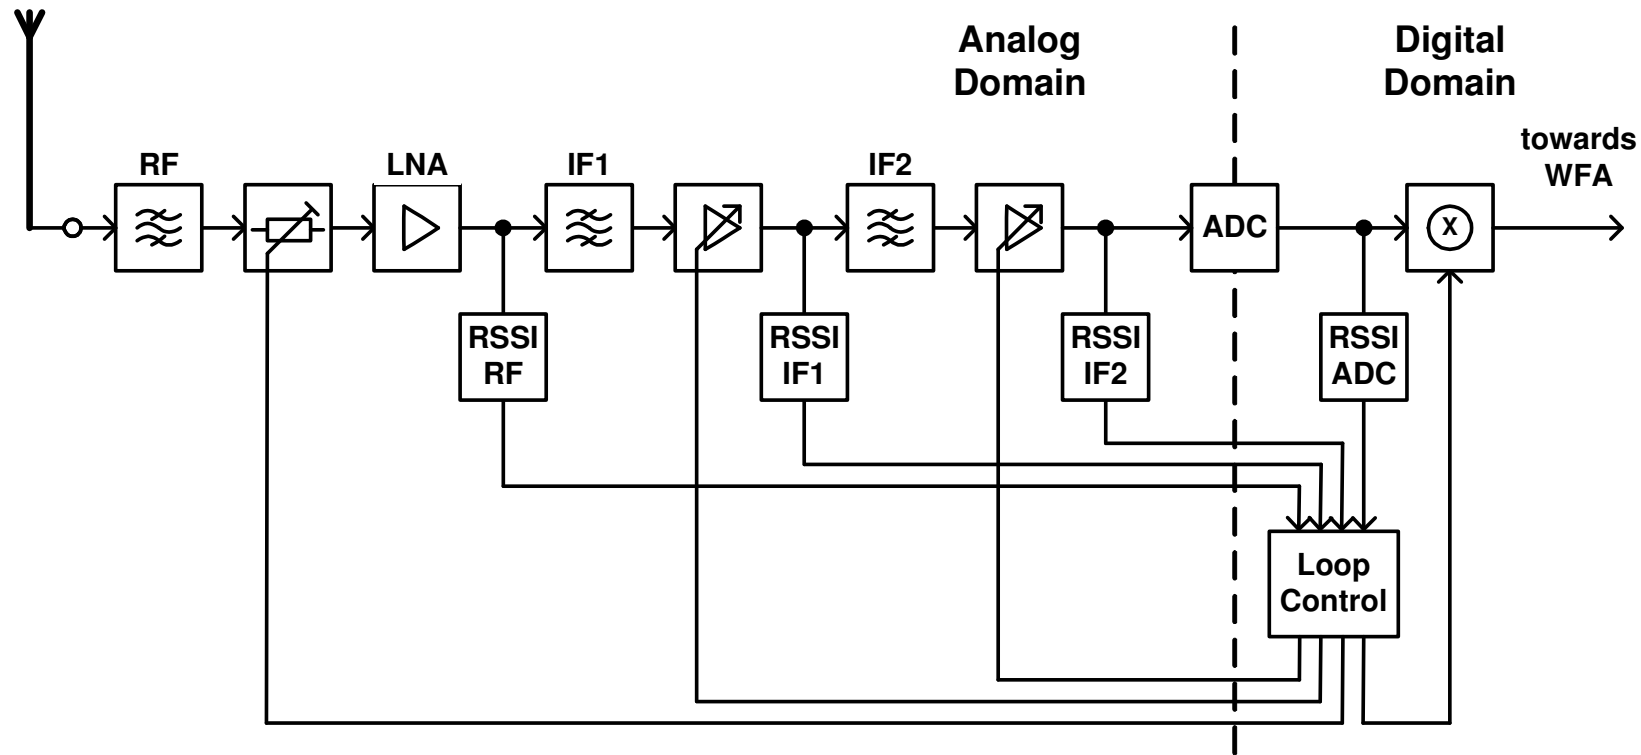 Analog
Domain
Digital
Domain
towards
WFA
RF
LNA
IF1
IF2
ADC
X
RSSI
RF
RSSI
IF1
RSSI
IF2
RSSI
ADC
Loop
Control